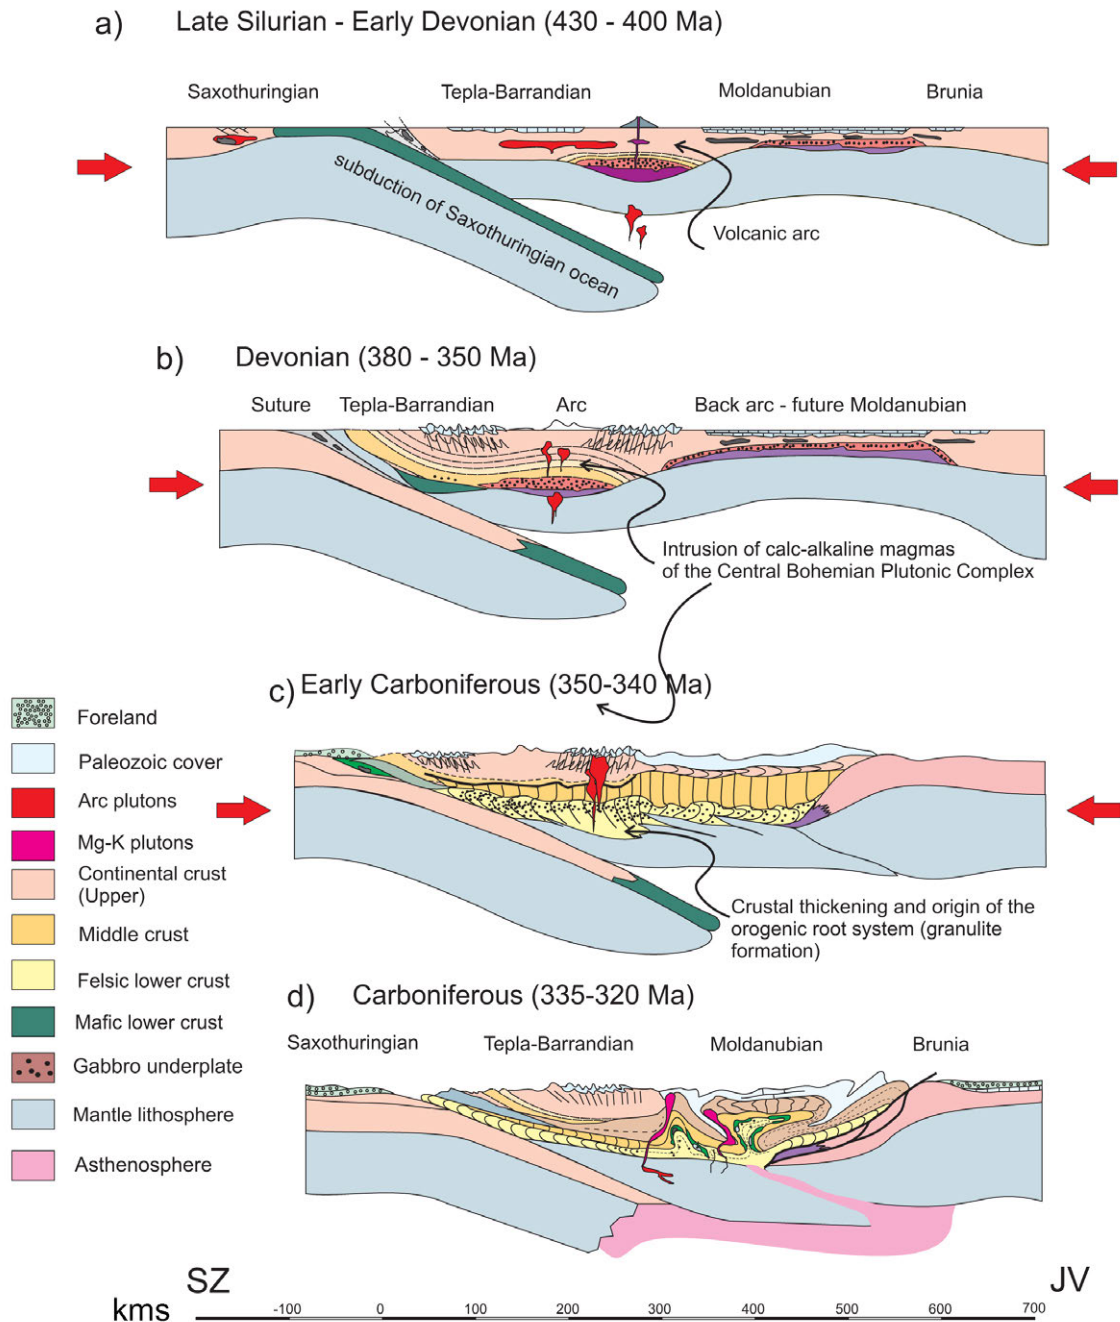 a) Late Silurian - Early Devonian (430 - 400 Ma)
Saxothuringian Tepla-Barrandian Moldanubian Brunia
subduction of Saxothuringian ocean
Volcanic arc
b) Devonian (380 - 350 Ma)
Suture Tepla-Barrandian Arc Back arc - future Moldanubian
Intrusion of calc-alkaline magmas
of the Central Bohemian Plutonic Complex
c) Early Carboniferous (350-340 Ma)
Crustal thickening and origin of the
orogenic root system (granulite
formation)
Foreland
Paleozoic cover
Arc plutons
Mg-K plutons
Continental crust
(Upper)
Middle crust
Felsic lower crust
Mafic lower crust
Gabbro underplate
Mantle lithosphere
Asthenosphere
d) Carboniferous (335-320 Ma)
Saxothuringian Tepla-Barrandian Moldanubian Brunia
SZ JV
kms -100 0 100 200 300 400 500 600 700